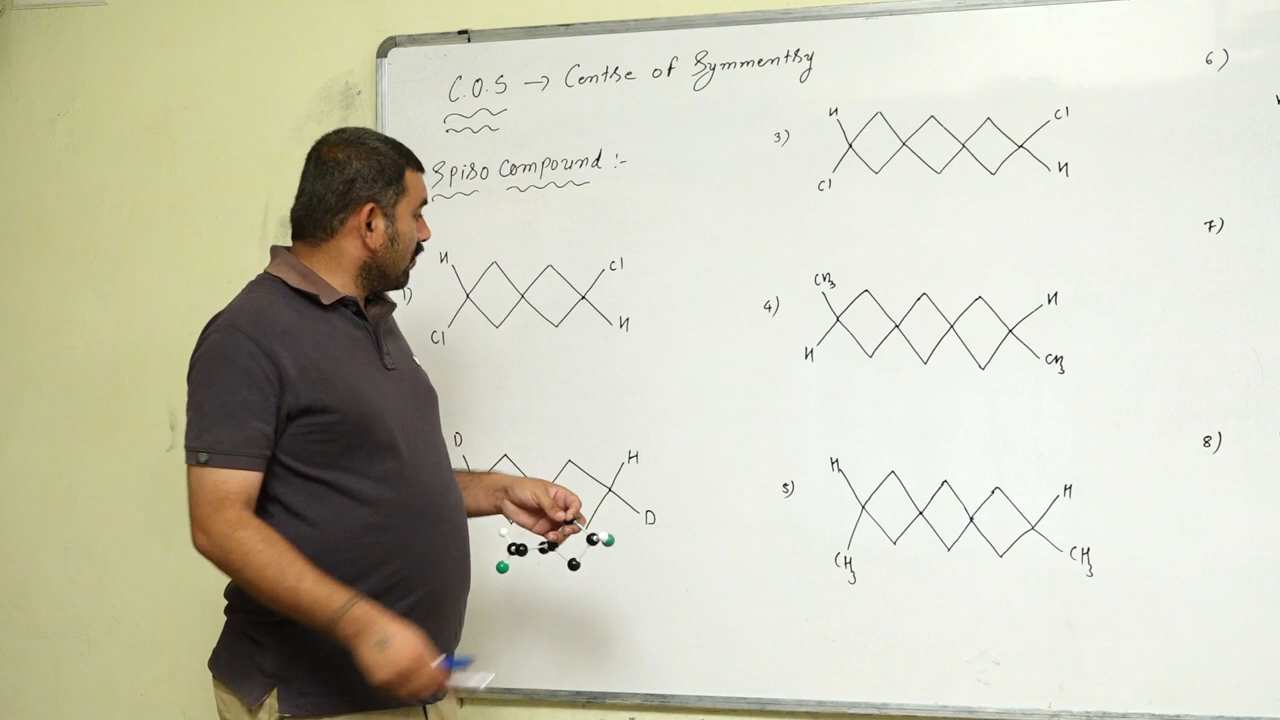 C.O.S → Centre of Symmentry
Spiro Compound :-
1)
H
Cl
Cl
H
D
H
D
3)
H
Cl
Cl
H
4)
CH3
H
H
CH3
5)
H
H
CH3
CH3
6)
7)
8)